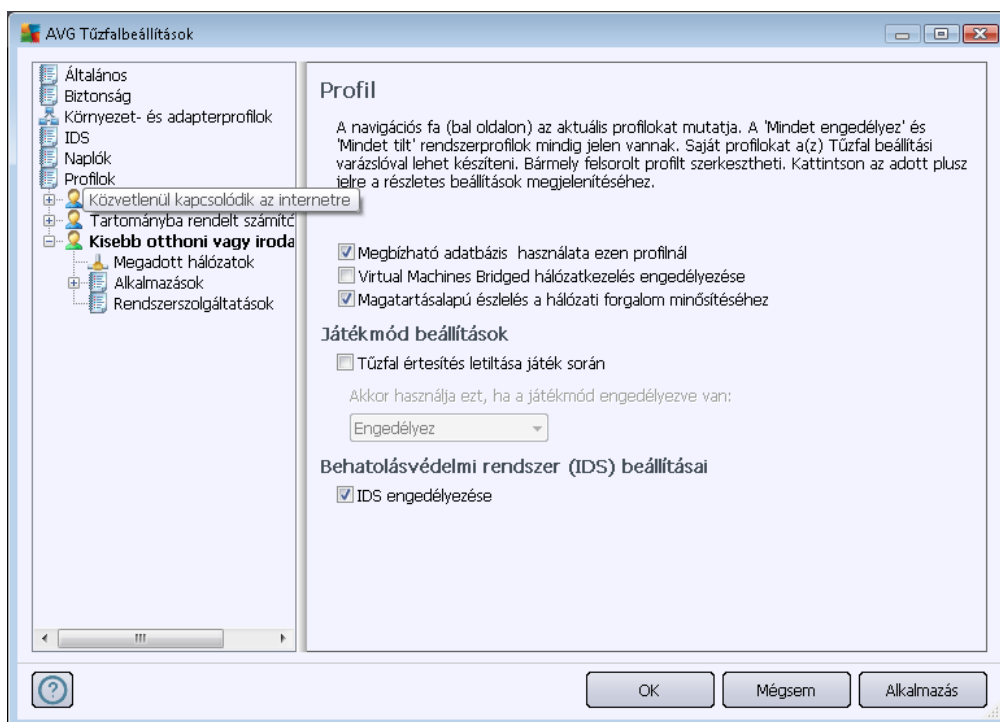 AVG Tűzfalbeállítások
Általános
Biztonság
Környezet- és adapterprofilok
IDS
Naplók
Profilok
Közvetlenül kapcsolódik az internetre
Tartományba rendelt számító
Kisebb otthoni vagy iroda
Megadott hálózatok
Alkalmazások
Rendszerszolgáltatások
Profil
A navigációs fa (bal oldalon) az aktuális profilokat mutatja. A 'Mindet engedélyez' és
'Mindet tilt' rendszerprofilok mindig jelen vannak. Saját profilokat a(z) Tűzfal beállítási
varázslóval lehet készíteni. Bármely felsorolt profilt szerkesztheti. Kattintson az adott plusz
jelre a részletes beállítások megjelenítéséhez.
Megbízható adatbázis használata ezen profilnál
Virtual Machines Bridged hálózatkezelés engedélyezése
Magatartásalapú észlelés a hálózati forgalom minősítéséhez
Játékmód beállítások
Tűzfal értesítés letiltása játék során
Akkor használja ezt, ha a játékmód engedélyezve van:
Engedélyez
Behatolásvédelmi rendszer (IDS) beállításai
IDS engedélyezése
OK
Mégsem
Alkalmazás